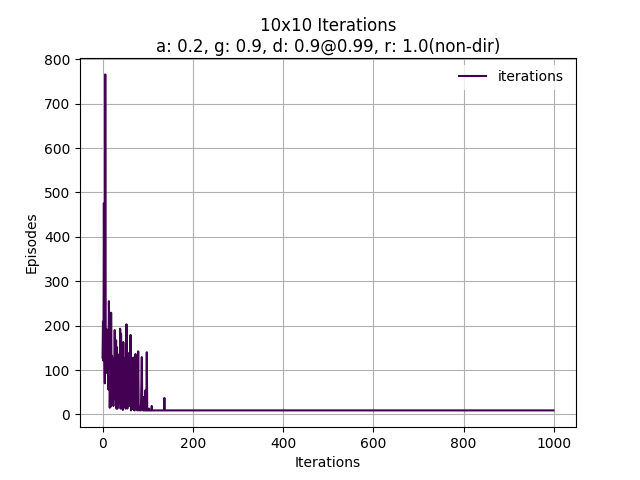 10x10 Iterations
a: 0.2, g: 0.9, d: 0.9@0.99, r: 1.0(non-dir)
800
700
600
500
400
300
200
100
0
Episodes
iterations
0 200 400 600 800 1000
Iterations